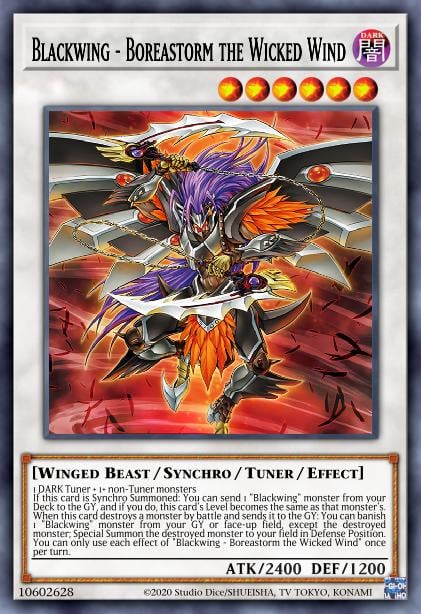 BLACKWING - BOREASTORM THE WICKED WIND
DARK
闇
[WINGED BEAST / SYNCHRO / TUNER / EFFECT]
1 DARK Tuner + 1+ non-Tuner monsters
If this card is Synchro Summoned: You can send 1 "Blackwing" monster from your
Deck to the GY, and if you do, this card's Level becomes the same as that monster's.
When this card destroys a monster by battle and sends it to the GY: You can banish
1 "Blackwing" monster from your GY or face-up field, except the destroyed
monster; Special Summon the destroyed monster to your field in Defense Position.
You can only use each effect of "Blackwing - Boreastorm the Wicked Wind" once
per turn.
ATK/2400 DEF/1200
10602628
©2020 Studio Dice/SHUEISHA, TV TOKYO, KONAMI